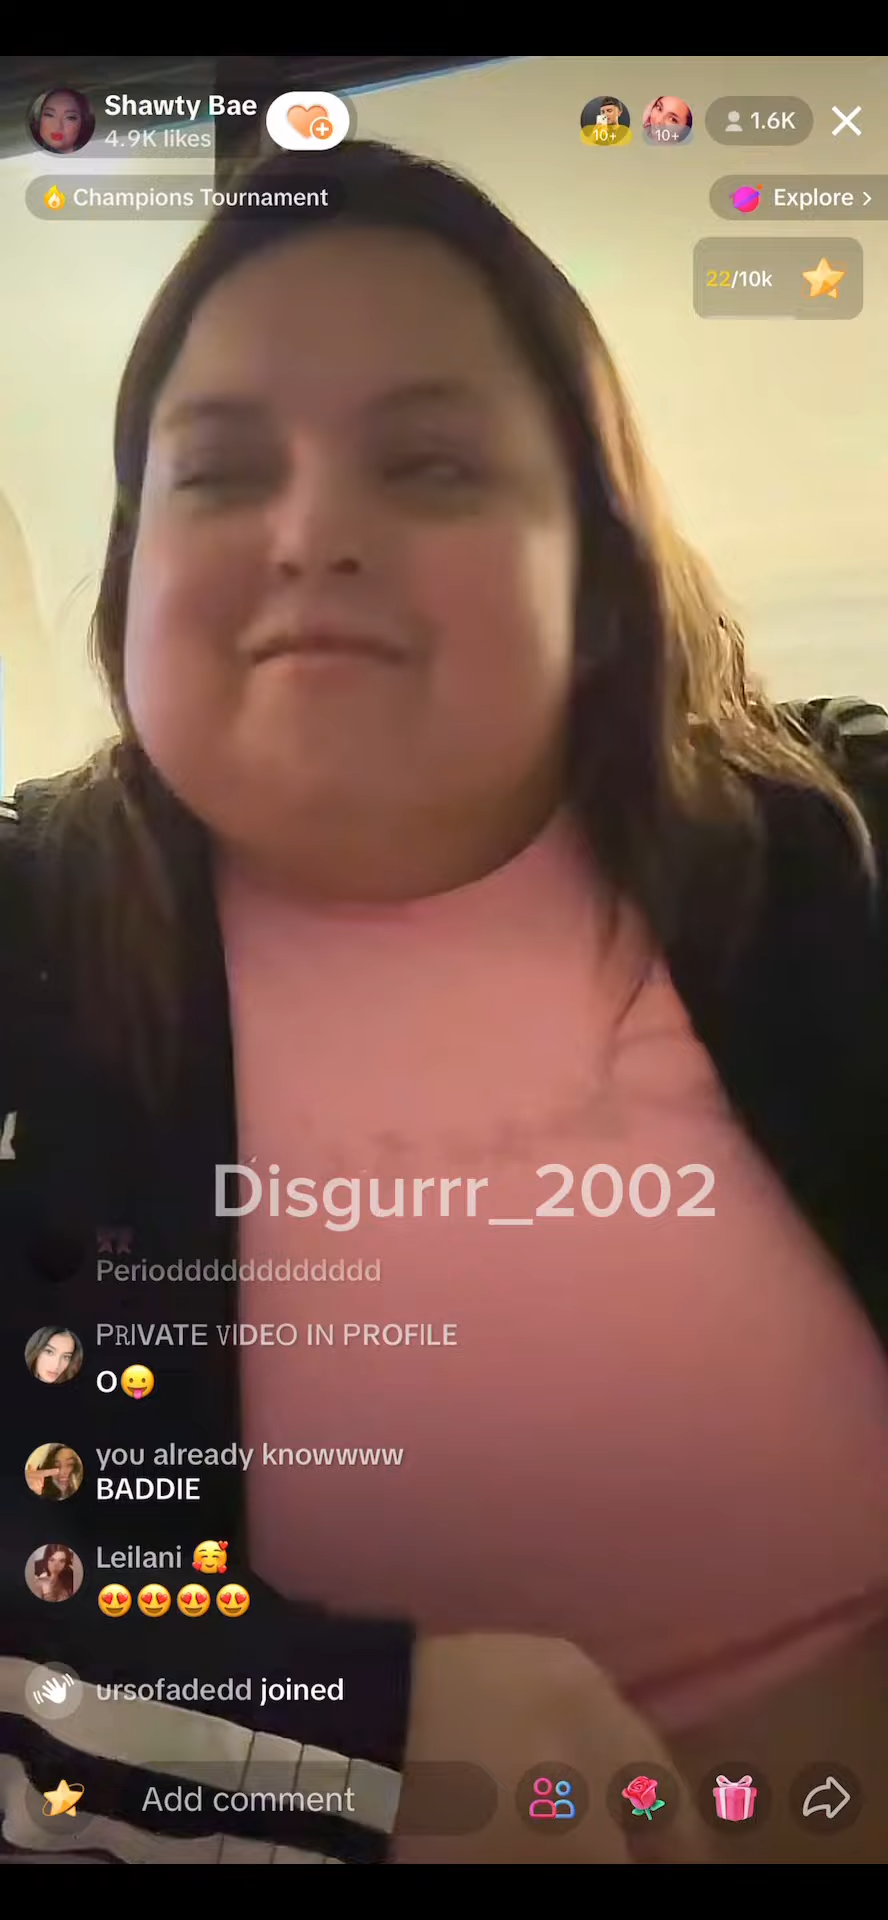 Shawty Bae
4.9K likes
10+
10+
1.6K
Champions Tournament
Explore >
22/10k
Disgurrr_2002
Periodddddddddddd
PRIVATE VIDEO IN PROFILE
O😛
you already knowwww
BADDIE
Leilani 🥰
😍😍😍😍
ursofadedd joined
Add comment